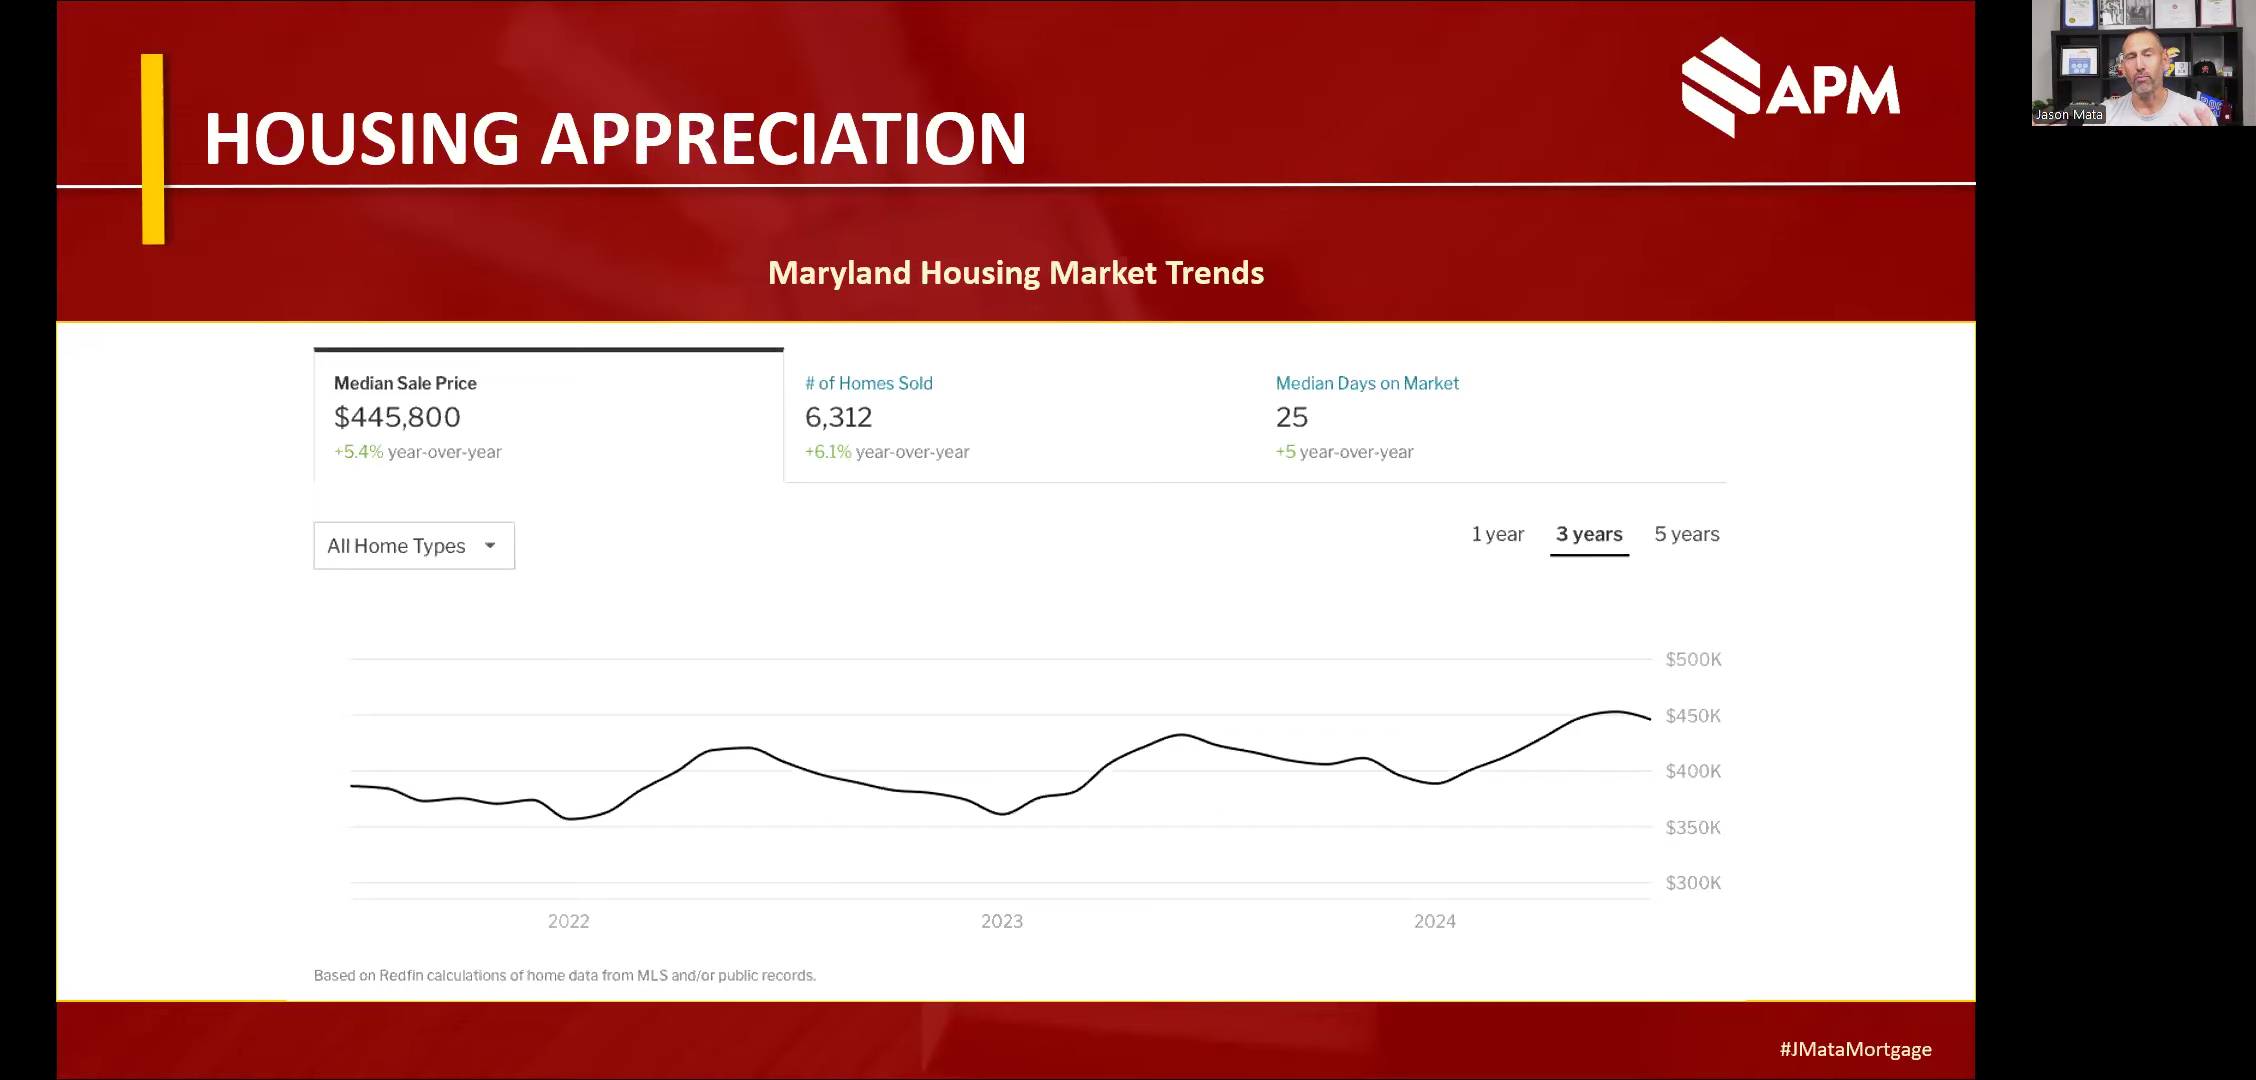 HOUSING APPRECIATION
APM
Jason Mata
Maryland Housing Market Trends
Median Sale Price
$445,800
+5.4% year-over-year
# of Homes Sold
6,312
+6.1% year-over-year
Median Days on Market
25
+5 year-over-year
All Home Types
1 year 3 years 5 years
$500K
$450K
$400K
$350K
$300K
2022 2023 2024
Based on Redfin calculations of home data from MLS and/or public records.
#JMataMortgage